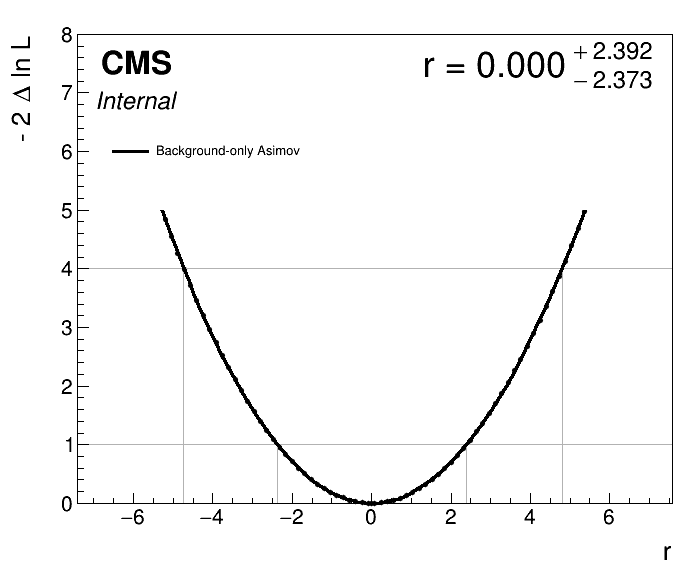 CMS
Internal
r = 0.000 +2.392 −2.373
Background-only Asimov
- 2 Δ ln L
8
7
6
5
4
3
2
1
0
−6 −4 −2 0 2 4 6
r